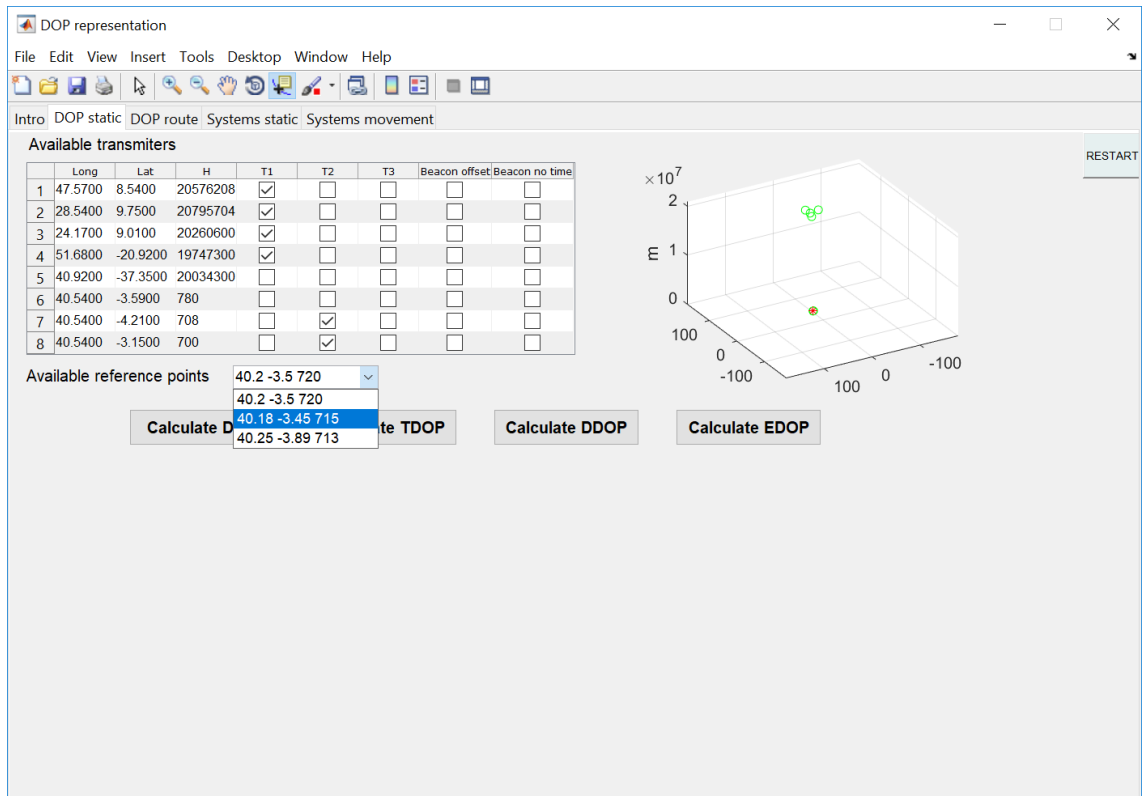 DOP representation
File Edit View Insert Tools Desktop Window Help
Intro DOP static DOP route Systems static Systems movement
Available transmiters
RESTART
Long Lat H T1 T2 T3 Beacon offset Beacon no time
1 47.5700 8.5400 20576208
2 28.5400 9.7500 20795704
3 24.1700 9.0100 20260600
4 51.6800 -20.9200 19747300
5 40.9200 -37.3500 20034300
6 40.5400 -3.5900 780
7 40.5400 -4.2100 708
8 40.5400 -3.1500 700
×10^7
2
1
0
m
100
0
-100
100
0
-100
Available reference points 40.2 -3.5 720
40.2 -3.5 720
40.18 -3.45 715
40.25 -3.89 713
Calculate D te TDOP Calculate DDOP Calculate EDOP